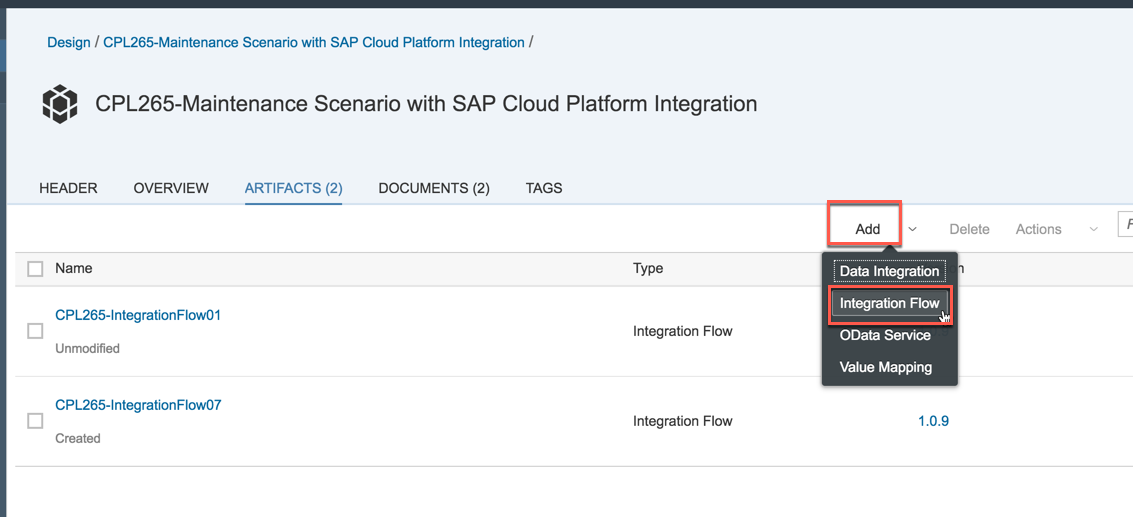 Design / CPL265-Maintenance Scenario with SAP Cloud Platform Integration /
CPL265-Maintenance Scenario with SAP Cloud Platform Integration
HEADER OVERVIEW ARTIFACTS (2) DOCUMENTS (2) TAGS
Add Delete Actions
Name Type
Data Integration
Integration Flow
OData Service
Value Mapping
CPL265-IntegrationFlow01
Unmodified
Integration Flow
CPL265-IntegrationFlow07
Created
Integration Flow 1.0.9